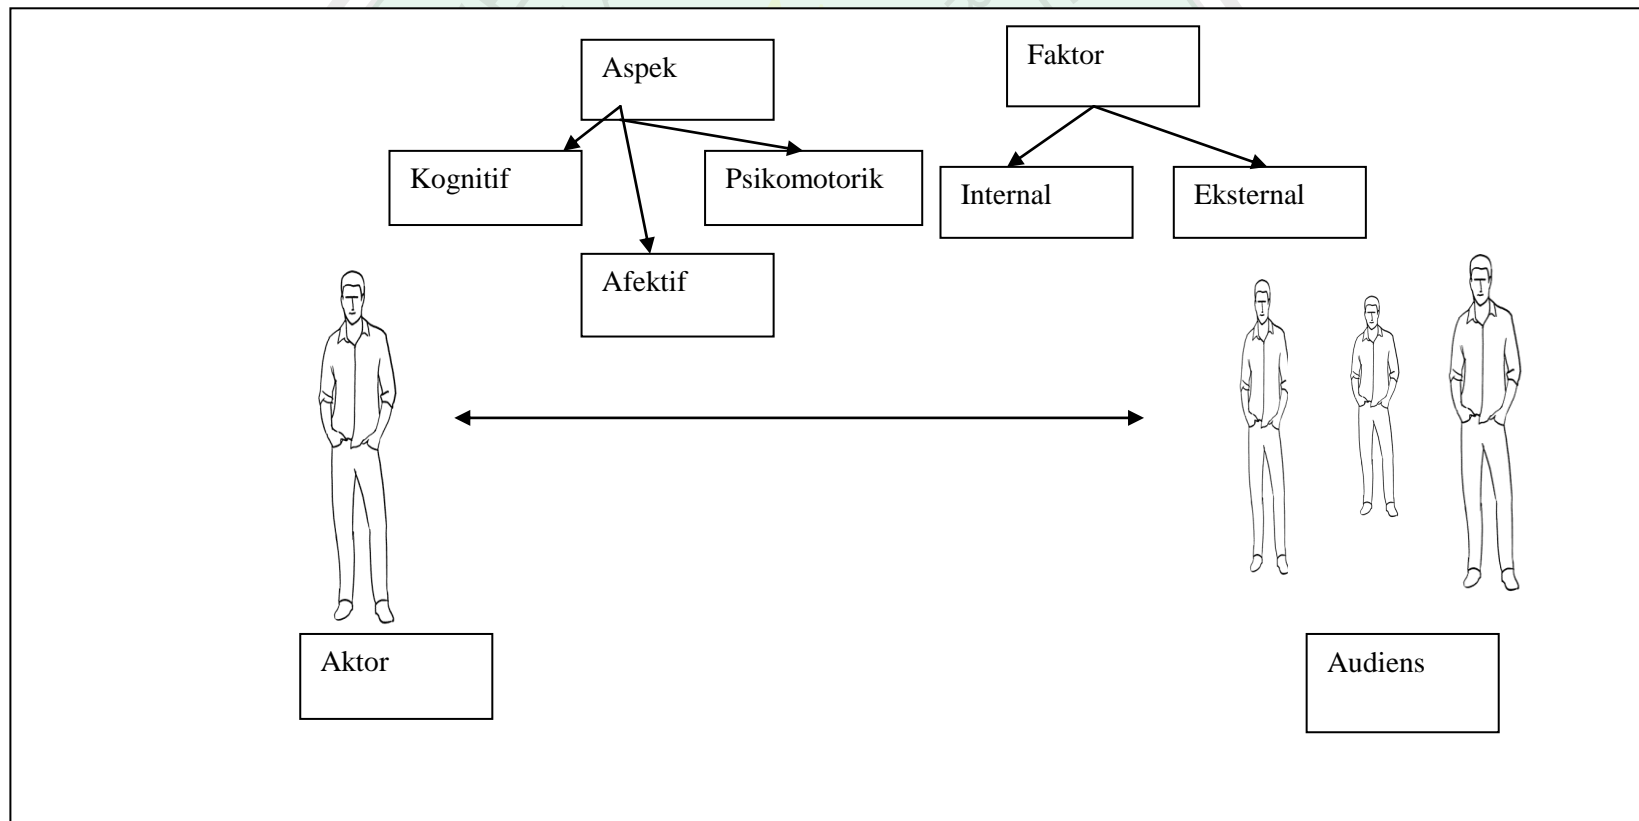 Aspek
Faktor
Kognitif
Psikomotorik
Internal
Eksternal
Afektif
Aktor
Audiens